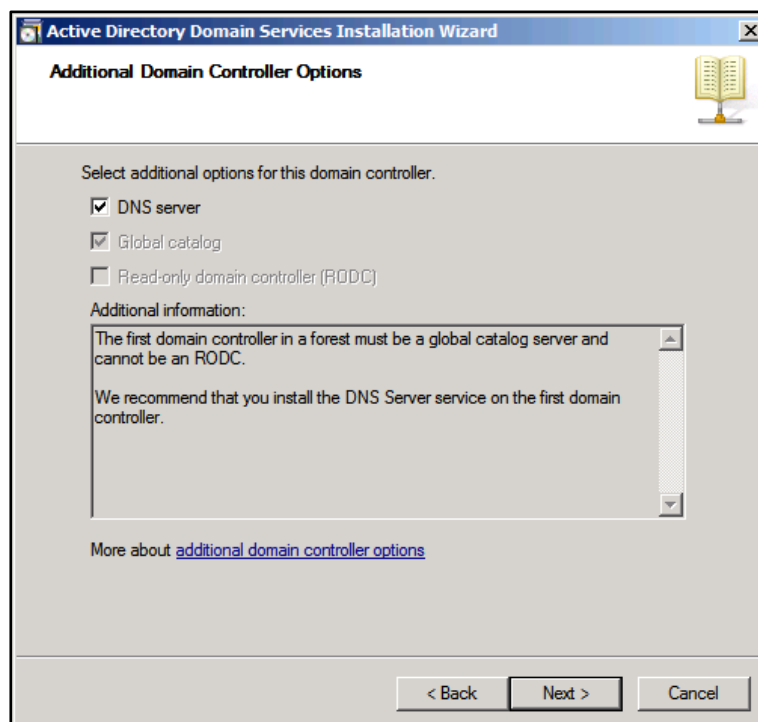 Active Directory Domain Services Installation Wizard
Additional Domain Controller Options
Select additional options for this domain controller.
DNS server
Global catalog
Read-only domain controller (RODC)
Additional information:
The first domain controller in a forest must be a global catalog server and
cannot be an RODC.
We recommend that you install the DNS Server service on the first domain
controller.
More about additional domain controller options
< Back
Next >
Cancel